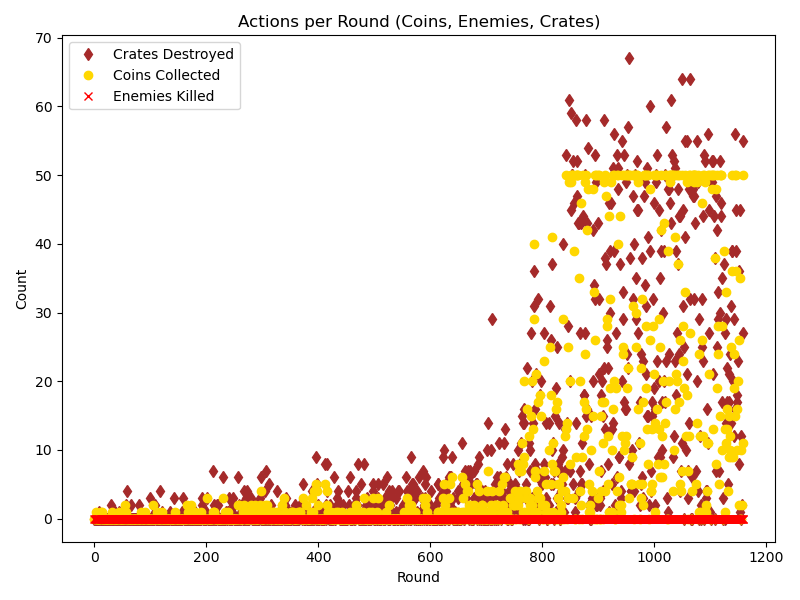 Actions per Round (Coins, Enemies, Crates)
Crates Destroyed
Coins Collected
Enemies Killed
70
60
50
40
30
20
10
0
Count
0 200 400 600 800 1000 1200
Round